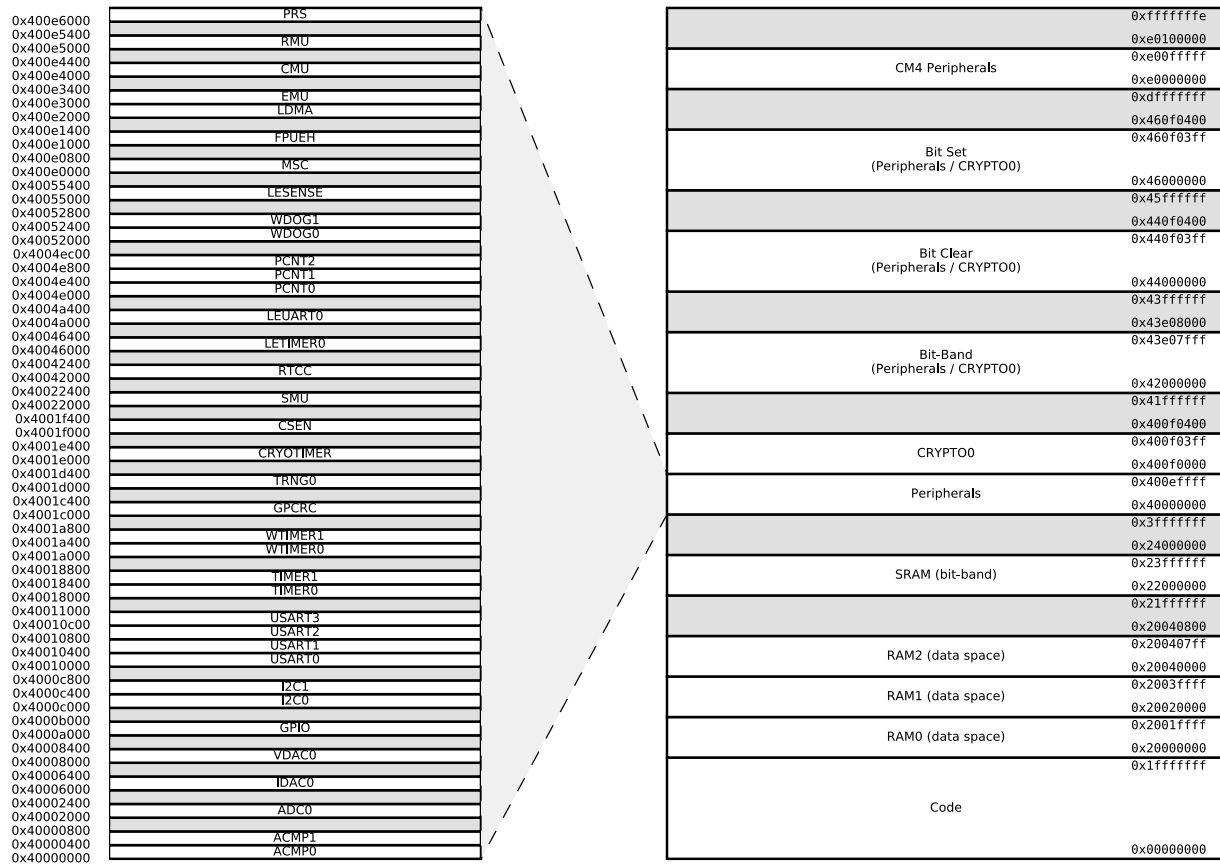 PRS
0x400e6000
0x400e5400
RMU
0x400e5000
0x400e4400
CMU
0x400e4000
0x400e3400
EMU
0x400e3000
LDMA
0x400e2000
0x400e1400
FPUEH
0x400e1000
0x400e0800
MSC
0x400e0000
0x40055400
LESENSE
0x40055000
0x40052800
WDOG1
0x40052400
WDOG0
0x40052000
0x4004ec00
PCNT2
0x4004e800
PCNT1
0x4004e400
PCNT0
0x4004e000
0x4004a400
LEUART0
0x4004a000
0x40046400
LETIMER0
0x40046000
0x40042400
RTCC
0x40042000
0x40022400
SMU
0x40022000
0x4001f400
CSEN
0x4001f000
0x4001e400
CRYOTIMER
0x4001e000
0x4001d400
TRNG0
0x4001d000
0x4001c400
GPCRC
0x4001c000
0x4001a800
WTIMER1
0x4001a400
WTIMER0
0x4001a000
0x40018800
TIMER1
0x40018400
TIMER0
0x40018000
0x40011000
USART3
0x40010c00
USART2
0x40010800
USART1
0x40010400
USART0
0x40010000
0x4000c800
I2C1
0x4000c400
I2C0
0x4000c000
0x4000b000
GPIO
0x4000a000
0x40008400
VDAC0
0x40008000
0x40006400
IDAC0
0x40006000
0x40002400
ADC0
0x40002000
0x40000800
ACMP1
0x40000400
ACMP0
0x40000000
0xfffffffe
0xe0100000
0xe00fffff
CM4 Peripherals
0xe0000000
0xdfffffff
0x460f0400
0x460f03ff
Bit Set
(Peripherals / CRYPTO0)
0x46000000
0x45ffffff
0x440f0400
0x440f03ff
Bit Clear
(Peripherals / CRYPTO0)
0x44000000
0x43ffffff
0x43e08000
0x43e07fff
Bit-Band
(Peripherals / CRYPTO0)
0x42000000
0x41ffffff
0x400f0400
0x400f03ff
CRYPTO0
0x400f0000
0x400effff
Peripherals
0x40000000
0x3fffffff
0x24000000
0x23ffffff
SRAM (bit-band)
0x22000000
0x21ffffff
0x20040800
0x200407ff
RAM2 (data space)
0x20040000
0x2003ffff
RAM1 (data space)
0x20020000
0x2001ffff
RAM0 (data space)
0x20000000
0x1fffffff
Code
0x00000000